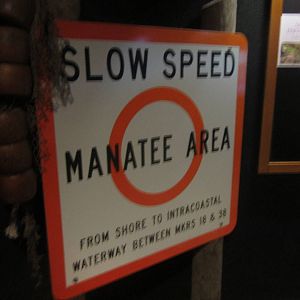 SLOW SPEED
MANATEE AREA
FROM SHORE TO INTRACOASTAL
WATERWAY BETWEEN MKRS 18 & 38